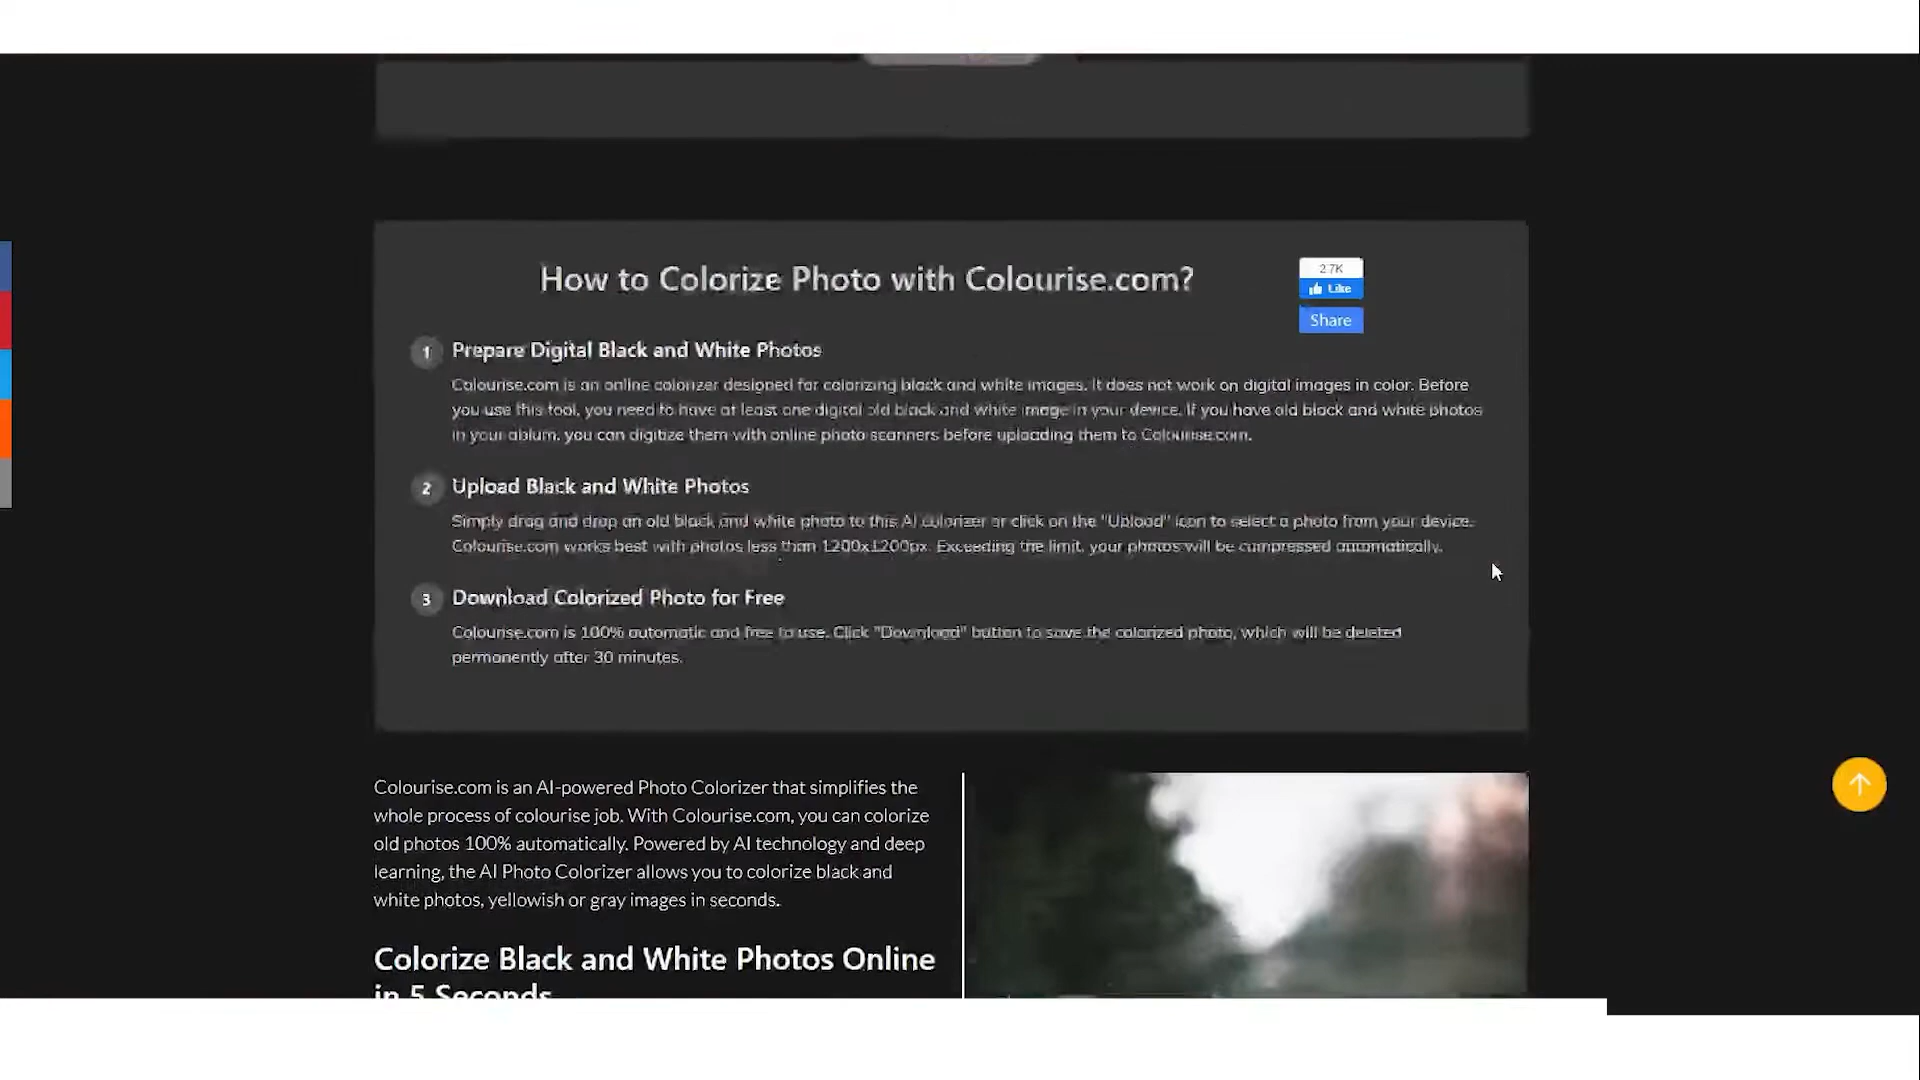 How to Colorize Photo with Colourise.com?
2.7K
Like
Share
1 Prepare Digital Black and White Photos
Colourise.com is an online colorizer designed for colorizing black and white images. It does not work on digital images in color. Before
you use this tool, you need to have at least one digital old black and white image in your device. If you have old black and white photos
in your ablum, you can digitize them with online photo scanners before uploading them to Colourise.com.
2 Upload Black and White Photos
Simply drag and drop an old black and white photo to this AI colorizer or click on the "Upload" icon to select a photo from your device.
Colourise.com works best with photos less than 1200x1200px. Exceeding the limit, your photos will be compressed automatically.
3 Download Colorized Photo for Free
Colourise.com is 100% automatic and free to use. Click "Download" button to save the colorized photo, which will be deleted
permanently after 30 minutes.
Colourise.com is an AI-powered Photo Colorizer that simplifies the
whole process of colourise job. With Colourise.com, you can colorize
old photos 100% automatically. Powered by AI technology and deep
learning, the AI Photo Colorizer allows you to colorize black and
white photos, yellowish or gray images in seconds.
Colorize Black and White Photos Online
in 5 Seconds